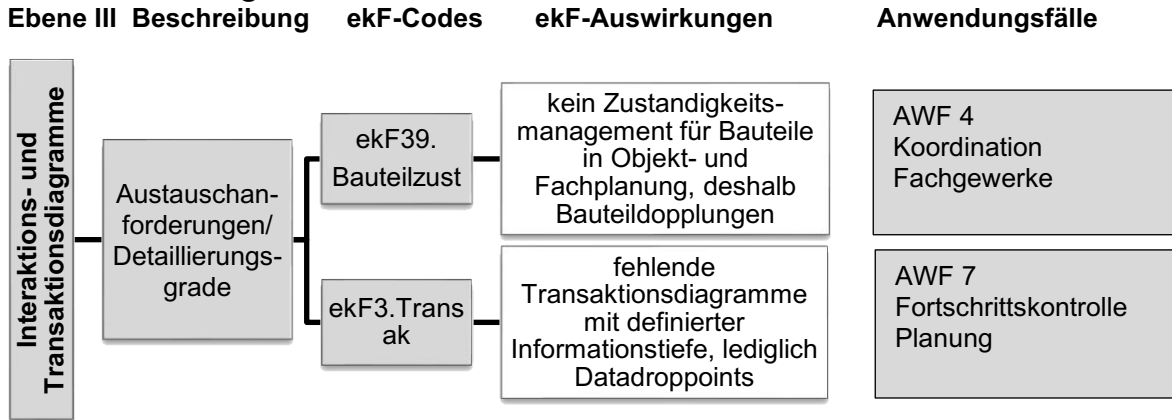 Ebene III Beschreibung ekF-Codes ekF-Auswirkungen Anwendungsfälle
Interaktions- und
Transaktionsdiagramme
Austauschan-
forderungen/
Detaillierungs-
grade
ekF39.
Bauteilzust
kein Zustandigkeits-
management für Bauteile
in Objekt- und
Fachplanung, deshalb
Bauteildopplungen
AWF 4
Koordination
Fachgewerke
ekF3.Trans
ak
fehlende
Transaktionsdiagramme
mit definierter
Informationstiefe, lediglich
Datadroppoints
AWF 7
Fortschrittskontrolle
Planung